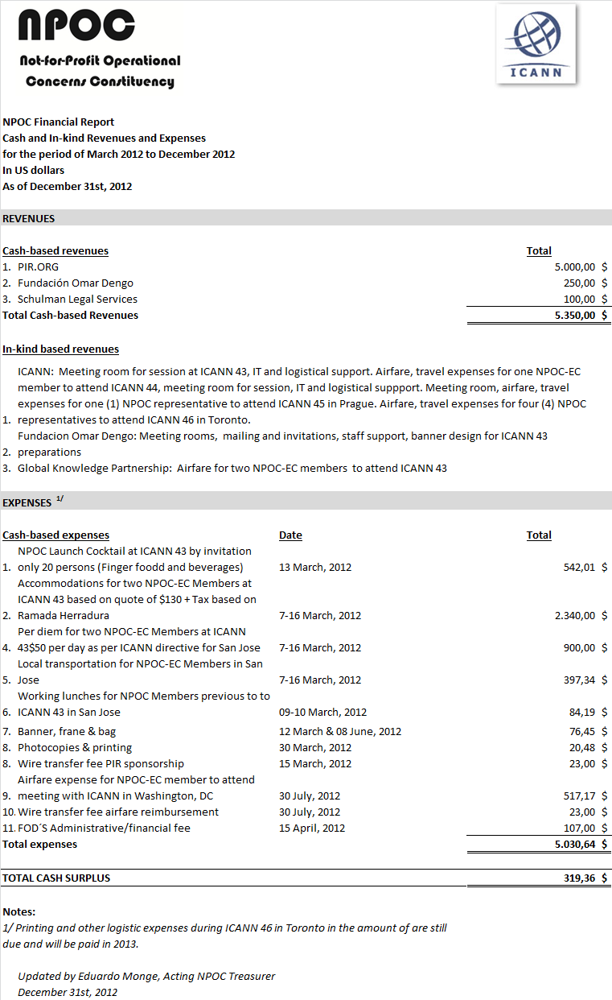 NPOC
Not-for-Profit Operational
Concerns Constituency
ICANN
NPOC Financial Report
Cash and In-kind Revenues and Expenses
for the period of March 2012 to December 2012
In US dollars
As of December 31st, 2012
REVENUES
Cash-based revenues Total
1. PIR.ORG 5.000,00 $
2. Fundación Omar Dengo 250,00 $
3. Schulman Legal Services 100,00 $
Total Cash-based Revenues 5.350,00 $
In-kind based revenues
ICANN: Meeting room for session at ICANN 43, IT and logistical support. Airfare, travel expenses for one NPOC-EC
member to attend ICANN 44, meeting room for session, IT and logistical suppport. Meeting room, airfare, travel
expenses for one (1) NPOC representative to attend ICANN 45 in Prague. Airfare, travel expenses for four (4) NPOC
1. representatives to attend ICANN 46 in Toronto.
Fundacion Omar Dengo: Meeting rooms, mailing and invitations, staff support, banner design for ICANN 43
2. preparations
3. Global Knowledge Partnership: Airfare for two NPOC-EC members to attend ICANN 43
EXPENSES 1/
Cash-based expenses Date Total
NPOC Launch Cocktail at ICANN 43 by invitation
1. only 20 persons (Finger foodd and beverages) 13 March, 2012 542,01 $
Accommodations for two NPOC-EC Members at
ICANN 43 based on quote of $130 + Tax based on
2. Ramada Herradura 7-16 March, 2012 2.340,00 $
Per diem for two NPOC-EC Members at ICANN
4. 43$50 per day as per ICANN directive for San Jose 7-16 March, 2012 900,00 $
Local transportation for NPOC-EC Members in San
5. Jose 7-16 March, 2012 397,34 $
Working lunches for NPOC Members previous to to
6. ICANN 43 in San Jose 09-10 March, 2012 84,19 $
7. Banner, frane & bag 12 March & 08 June, 2012 76,45 $
8. Photocopies & printing 30 March, 2012 20,48 $
8. Wire transfer fee PIR sponsorship 15 March, 2012 23,00 $
Airfare expense for NPOC-EC member to attend
9. meeting with ICANN in Washington, DC 30 July, 2012 517,17 $
10. Wire transfer fee airfare reimbursement 30 July, 2012 23,00 $
11. FOD´S Administrative/financial fee 15 April, 2012 107,00 $
Total expenses 5.030,64 $
TOTAL CASH SURPLUS 319,36 $
Notes:
1/ Printing and other logistic expenses during ICANN 46 in Toronto in the amount of are still
due and will be paid in 2013.
Updated by Eduardo Monge, Acting NPOC Treasurer
December 31st, 2012